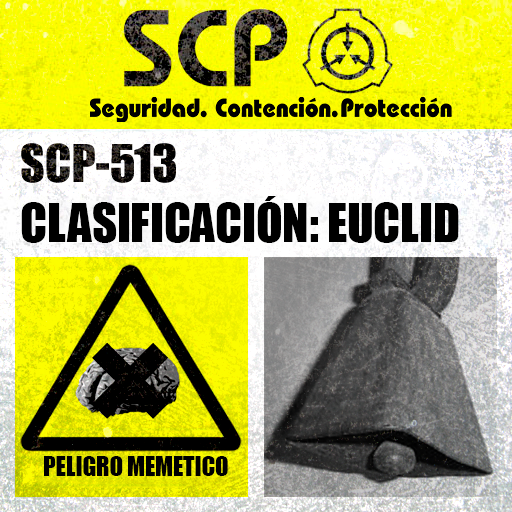 SCP
Seguridad. Contención. Protección
SCP-513
CLASIFICACIÓN: EUCLID
PELIGRO MEMETICO